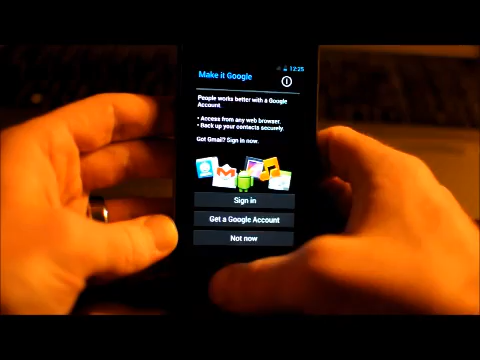 12:25
Make it Google
People works better with a Google
Account.
• Access from any web browser.
• Back up your contacts securely.
Got Gmail? Sign in now.
Sign in
Get a Google Account
Not now